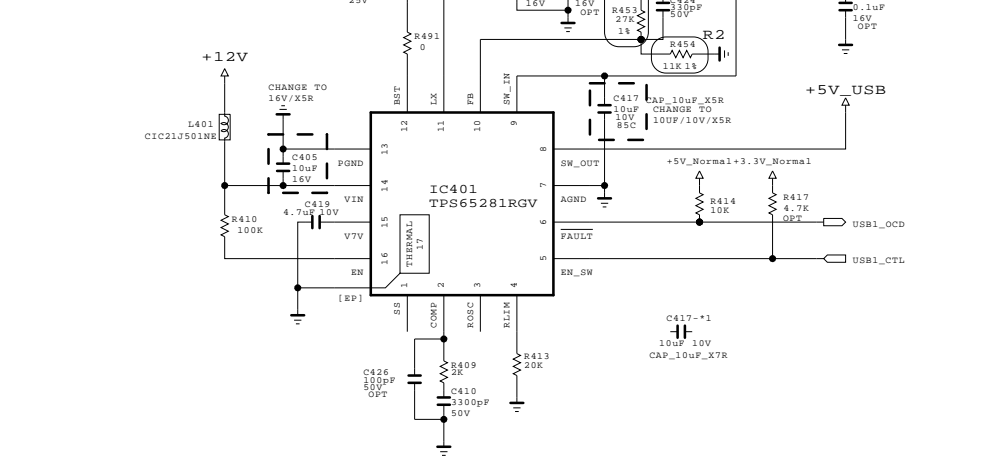 25V
16V
16V
OPT
R453
27K
1%
330pF
50V
0.1uF
16V
OPT
R491
0
R2
R454
11K 1%
+12V
CHANGE TO
16V/X5R
BST
LX
FB
SW_IN
C417
10uF
10V
85C
CAP_10uF_X5R
CHANGE TO
10UF/10V/X5R
+5V_USB
L401
CIC21J501NE
12
11
10
9
C405
10uF
16V
13
PGND
8
SW_OUT
+5V_Normal
+3.3V_Normal
14
VIN
IC401
TPS65281RGV
7
AGND
R414
10K
R417
4.7K
OPT
C419
4.7uF 10V
R410
100K
15
V7V
6
FAULT
USB1_OCD
THERMAL
17
16
EN
5
EN_SW
USB1_CTL
[EP]
1
2
3
4
SS
COMP
ROSC
RLIM
C417-*1
10uF 10V
CAP_10uF_X7R
R413
20K
C426
100pF
50V
OPT
R409
2K
C410
3300pF
50V